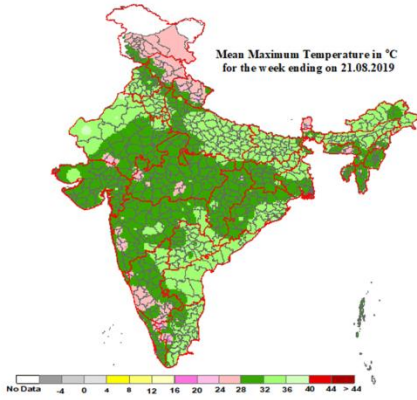 Mean Maximum Temperature in °C
for the week ending on 21.08.2019
No Data -4 0 4 8 12 16 20 24 28 32 36 40 44 > 44